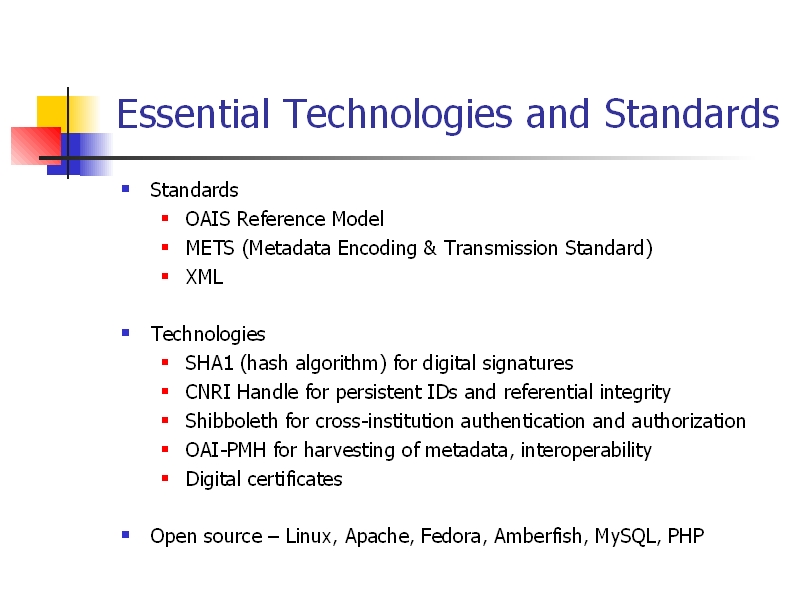 Essential Technologies and Standards
Standards
OAIS Reference Model
METS (Metadata Encoding & Transmission Standard)
XML
Technologies
SHA1 (hash algorithm) for digital signatures
CNRI Handle for persistent IDs and referential integrity
Shibboleth for cross-institution authentication and authorization
OAI-PMH for harvesting of metadata, interoperability
Digital certificates
Open source – Linux, Apache, Fedora, Amberfish, MySQL, PHP